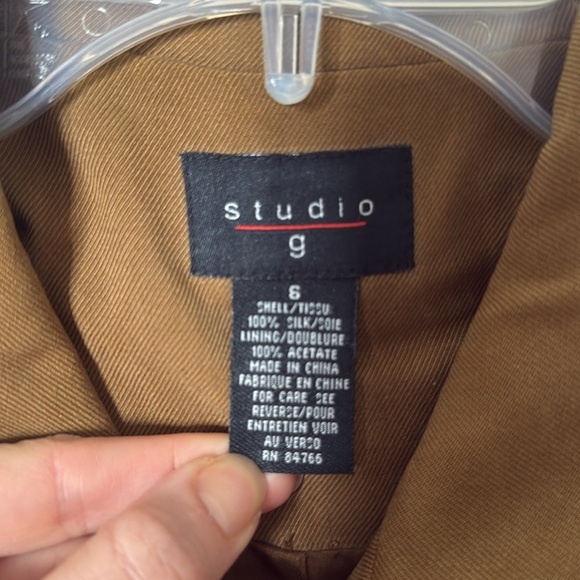 studio
g
6
SHELL/TISSU
100% SILK/SOIE
LINING/DOUBLURE
100% ACETATE
MADE IN CHINA
FABRIQUE EN CHINE
FOR CARE SEE
REVERSE/POUR
ENTRETIEN VOIR
AU VERSO
RN 84766